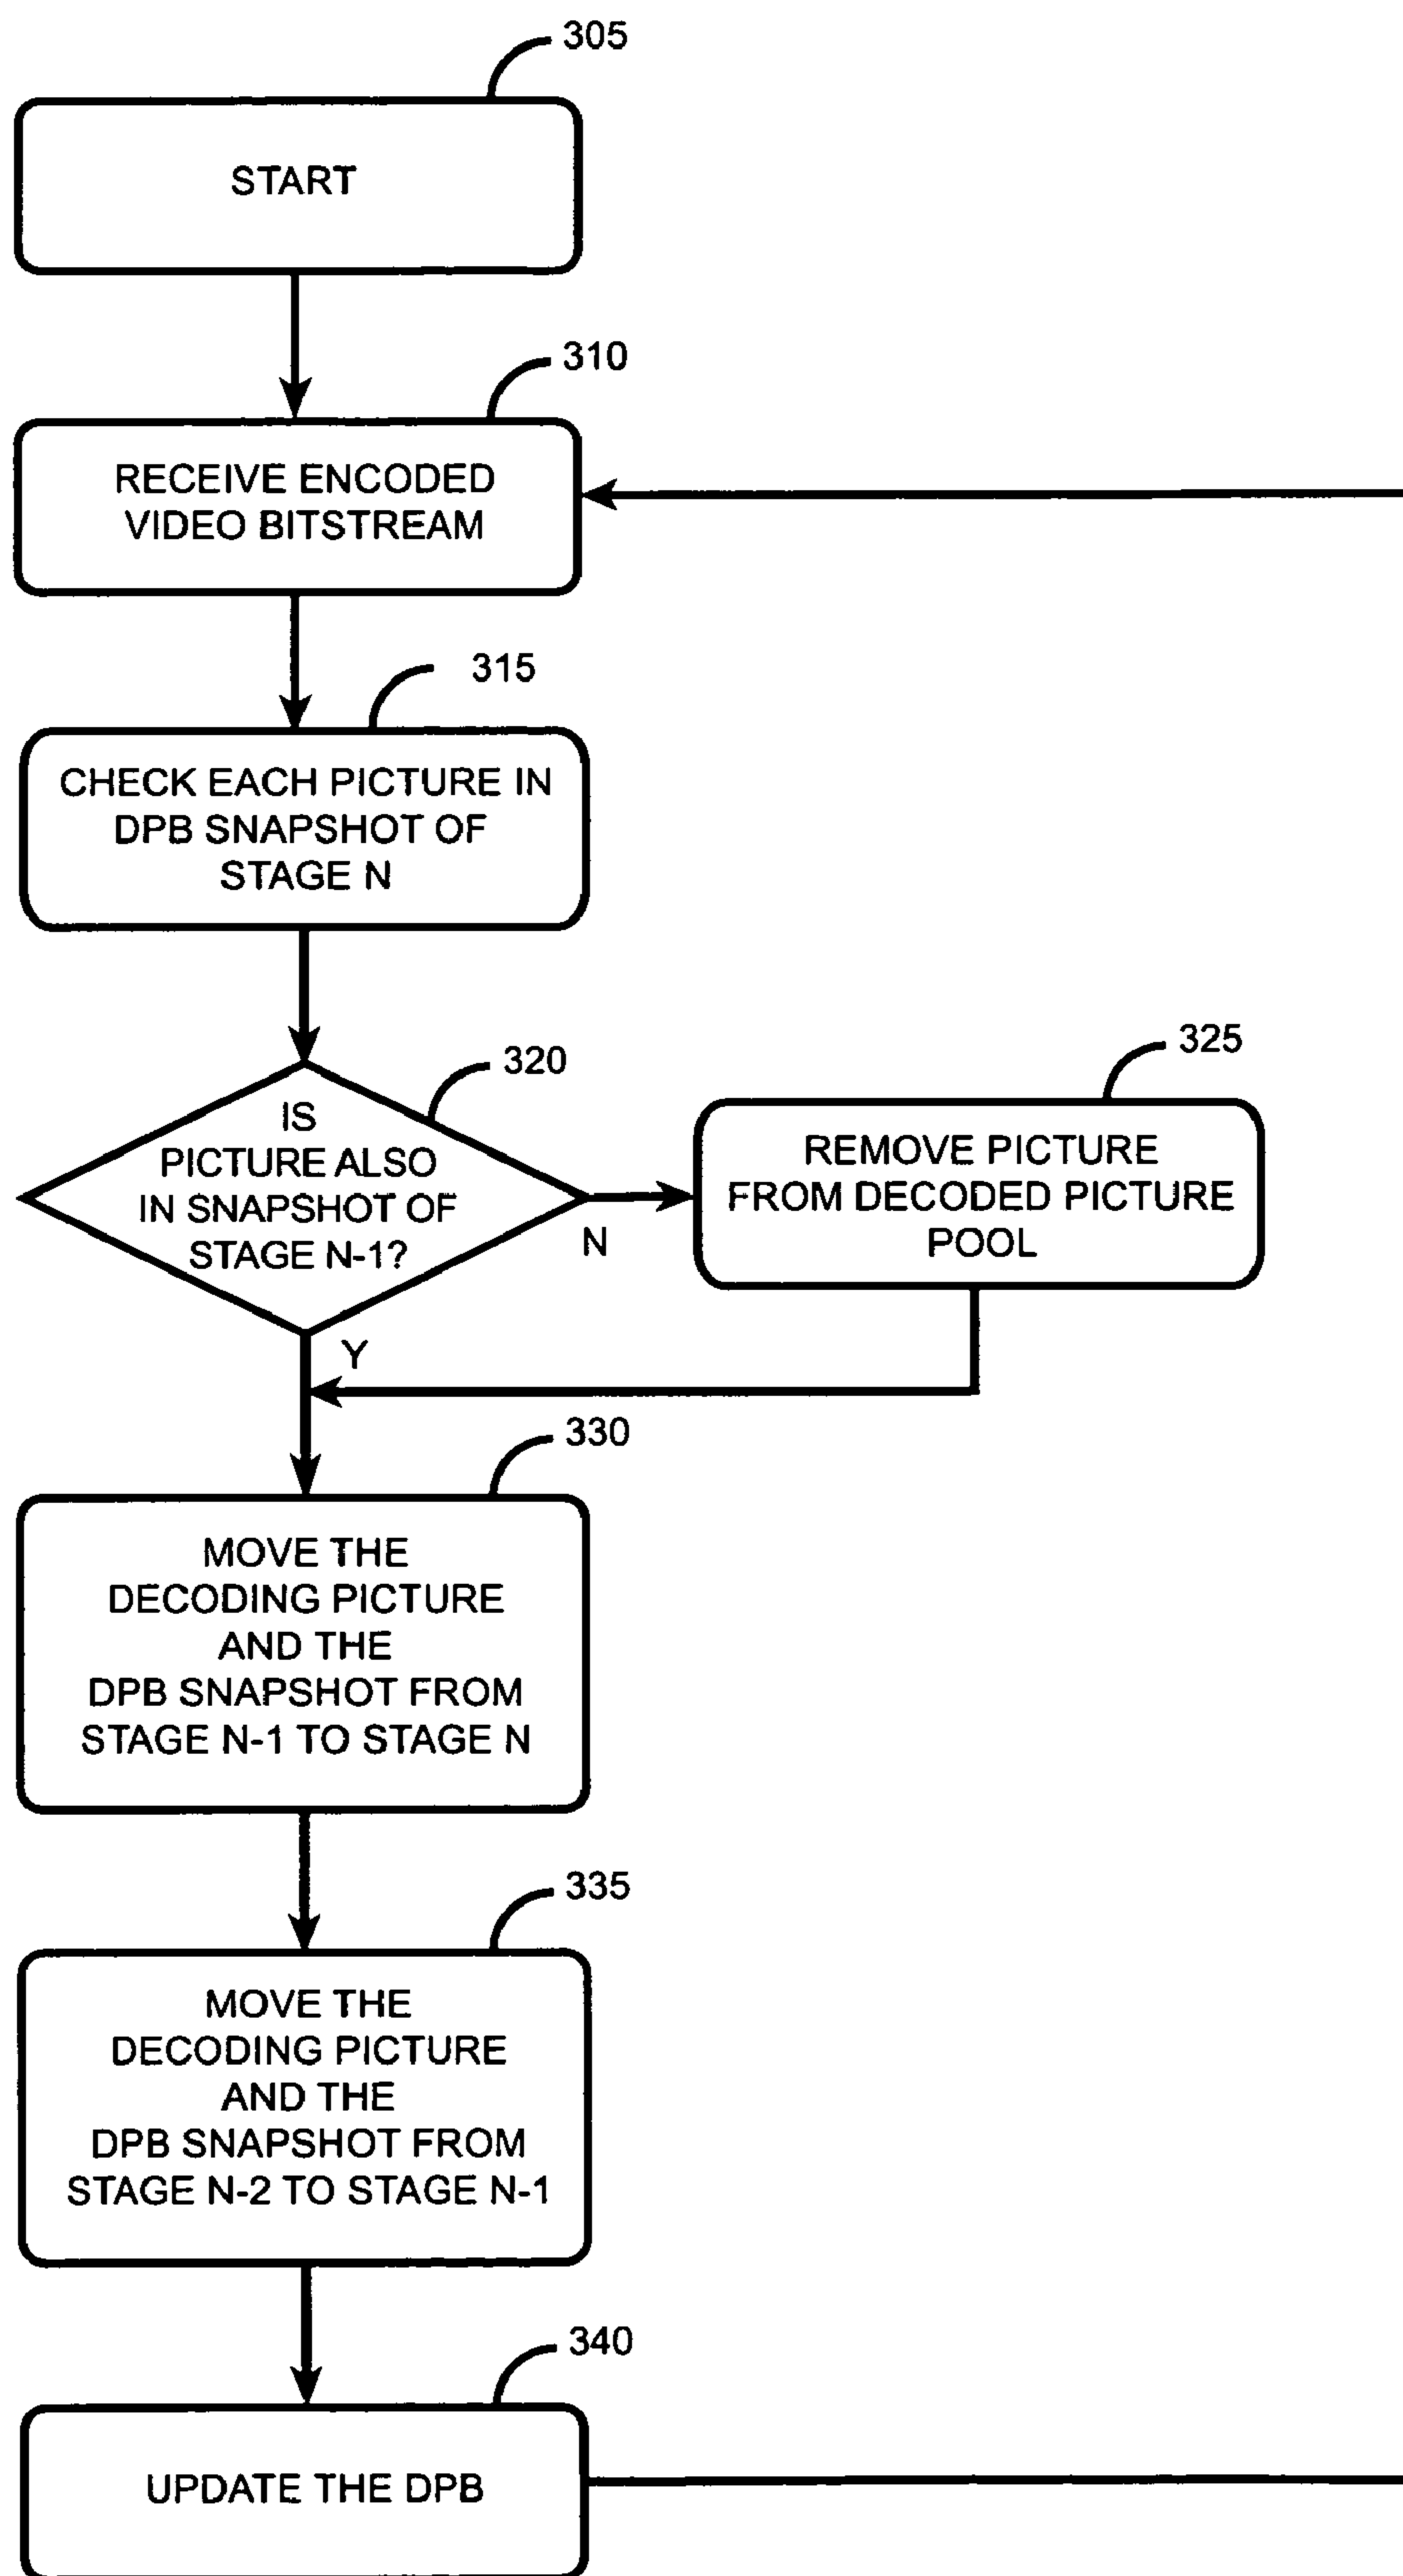 305
START
310
RECEIVE ENCODED
VIDEO BITSTREAM
315
CHECK EACH PICTURE IN
DPB SNAPSHOT OF
STAGE N
320
IS
PICTURE ALSO
IN SNAPSHOT OF
STAGE N-1?
N
325
REMOVE PICTURE
FROM DECODED PICTURE
POOL
Y
330
MOVE THE
DECODING PICTURE
AND THE
DPB SNAPSHOT FROM
STAGE N-1 TO STAGE N
335
MOVE THE
DECODING PICTURE
AND THE
DPB SNAPSHOT FROM
STAGE N-2 TO STAGE N-1
340
UPDATE THE DPB